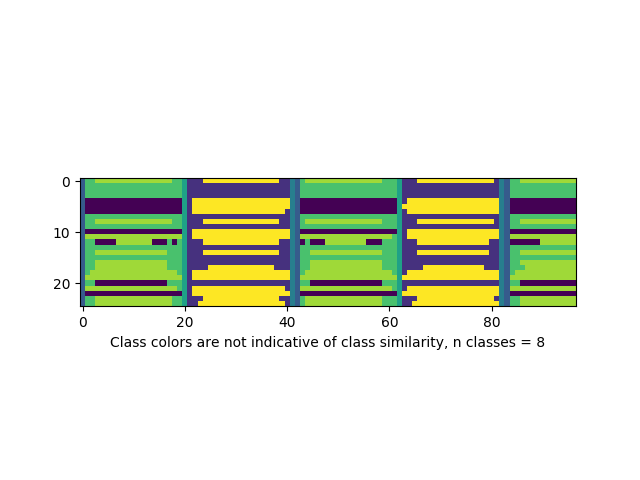 0
10
20
0 20 40 60 80
Class colors are not indicative of class similarity, n classes = 8